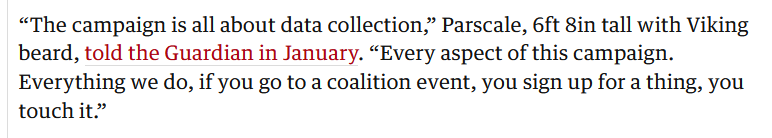 “The campaign is all about data collection,” Parscale, 6ft 8in tall with Viking
beard, told the Guardian in January. “Every aspect of this campaign.
Everything we do, if you go to a coalition event, you sign up for a thing, you
touch it.”